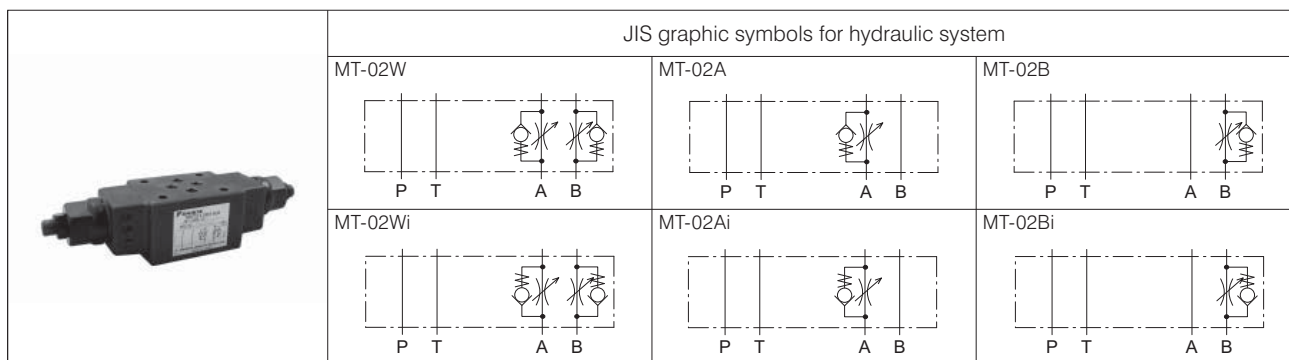 JIS graphic symbols for hydraulic system
MT-02W
MT-02A
MT-02B
P T A B
P T A B
P T A B
MT-02Wi
MT-02Ai
MT-02Bi
P T A B
P T A B
P T A B